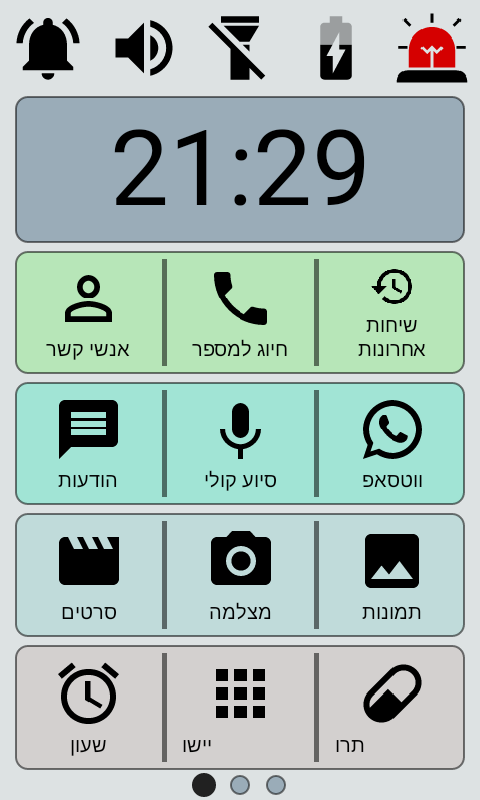 21:29
שיחות
אחרונות
חיוג למספר
אנשי קשר
ווטסאפ
סיוע קולי
הודעות
תמונות
מצלמה
סרטים
תרו
יישו
שעון